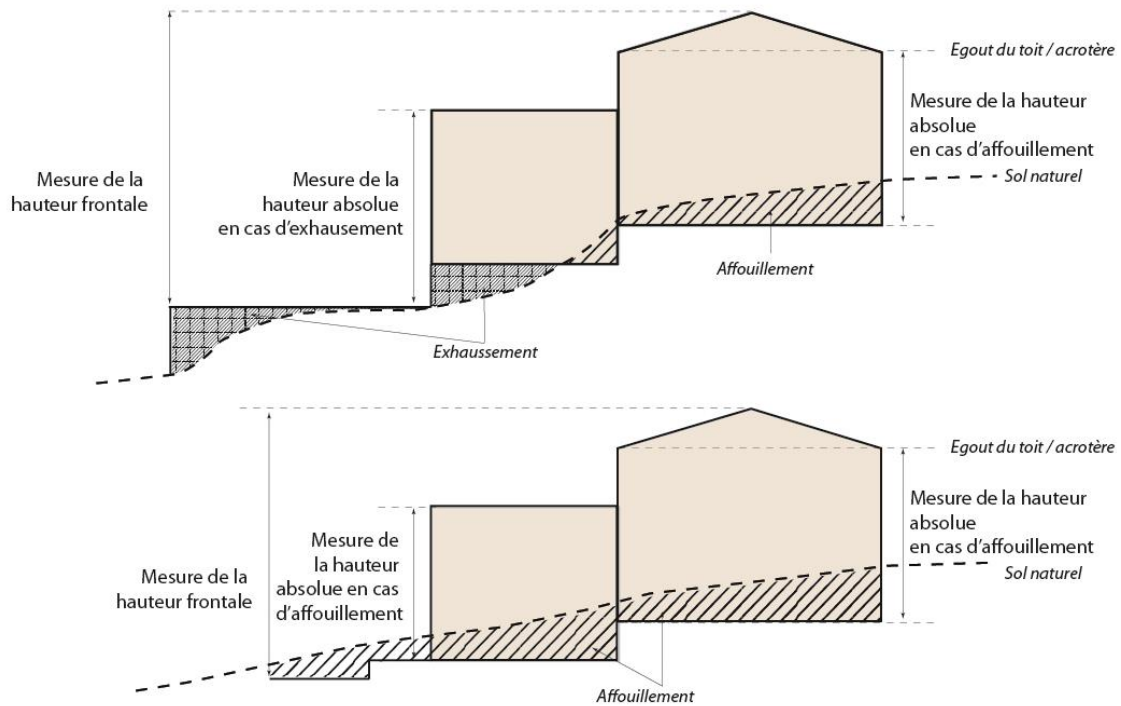 Egout du toit / acrotère
Mesure de la hauteur
absolue
en cas d'affouillement
Mesure de la
hauteur frontale
Mesure de la
hauteur absolue
en cas d'exhausement
Sol naturel
Affouillement
Exhaussement
Egout du toit / acrotère
Mesure de la hauteur
absolue
en cas d'affouillement
Mesure de
la hauteur
absolue en cas
d'affouillement
Mesure de la
hauteur frontale
Sol naturel
Affouillement